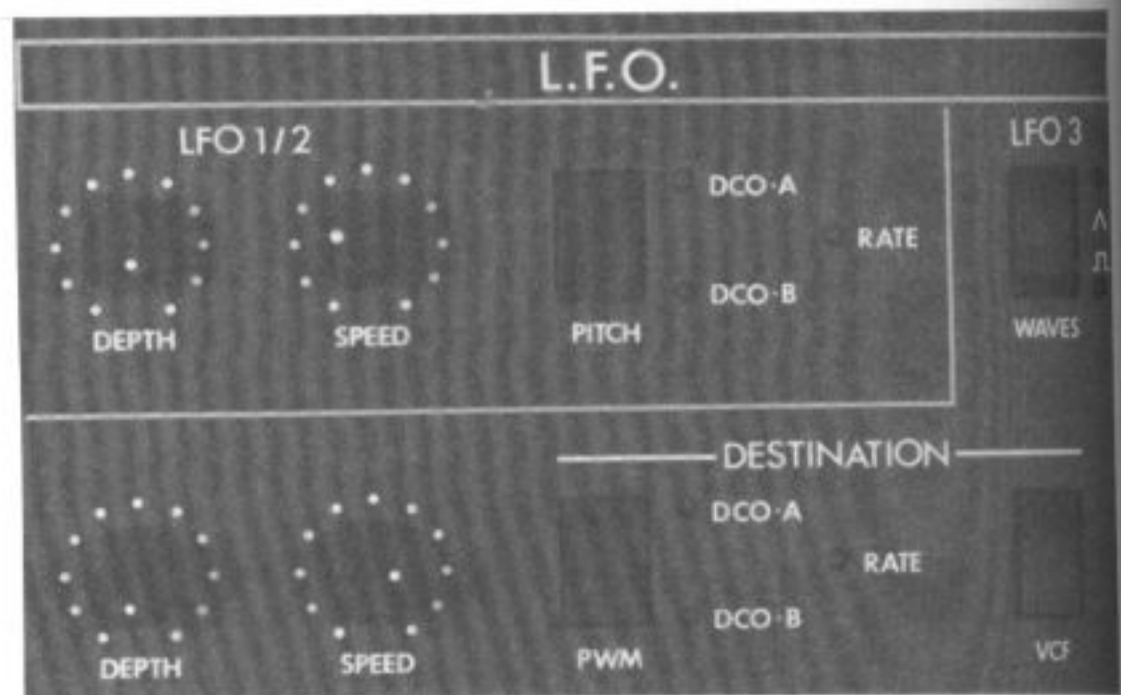 L.F.O.
LFO 1/2
LFO 3
DCO·A
RATE
DCO·B
DEPTH
SPEED
PITCH
WAVES
DESTINATION
DCO·A
RATE
DCO·B
DEPTH
SPEED
PWM
VCF